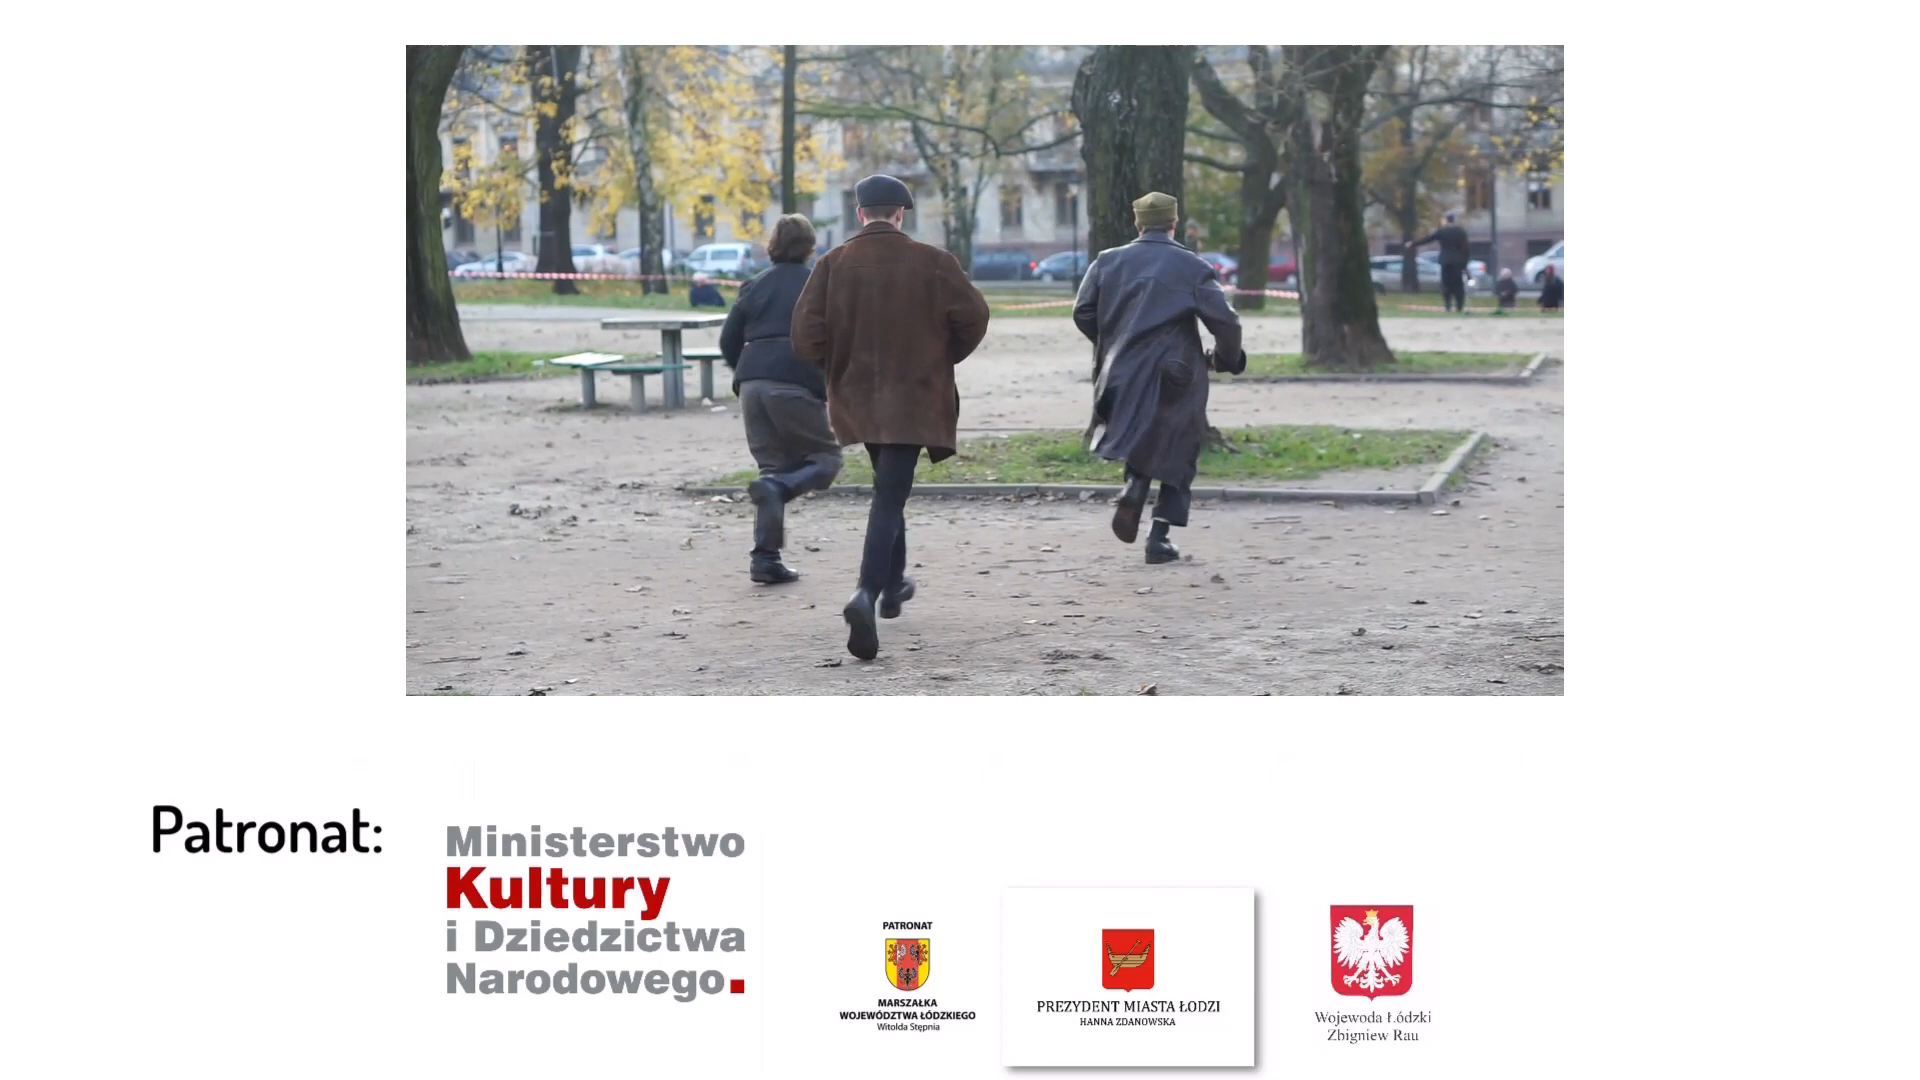 Patronat:
Ministerstwo
Kultury
i Dziedzictwa
Narodowego.
PATRONAT
MARSZAŁKA
WOJEWÓDZTWA ŁÓDZKIEGO
Witolda Stępnia
PREZYDENT MIASTA ŁODZI
HANNA ZDANOWSKA
Wojewoda Łódzki
Zbigniew Rau